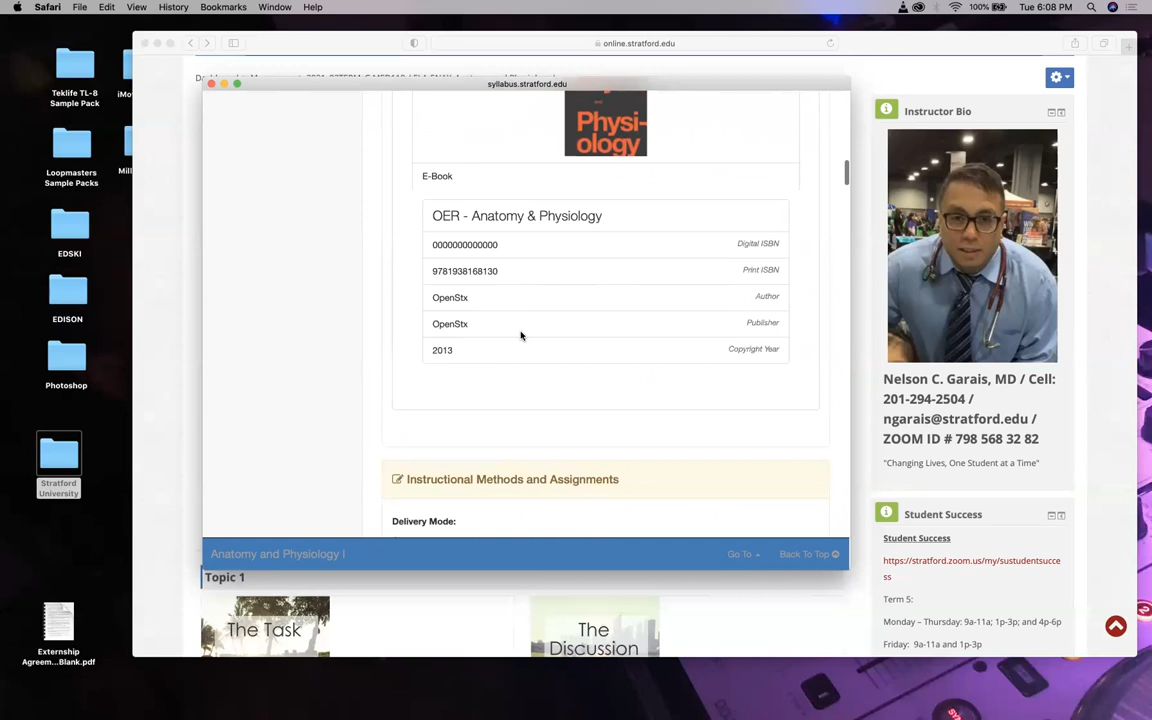 Safari File Edit View History Bookmarks Window Help
100% Tue 6:08 PM
online.stratford.edu
syllabus.stratford.edu
Teklife TL-8
Sample Pack
Loopmasters
Sample Packs
EDSKI
EDISON
Photoshop
Stratford
University
Externship
Agreem...Blank.pdf
and
Physi-
ology
E-Book
OER - Anatomy & Physiology
0000000000000 Digital ISBN
9781938168130 Print ISBN
OpenStx Author
OpenStx Publisher
2013 Copyright Year
Instructional Methods and Assignments
Delivery Mode:
Anatomy and Physiology I Go To Back To Top
Topic 1
The Task
The
Discussion
Instructor Bio
Nelson C. Garais, MD / Cell:
201-294-2504 /
ngarais@stratford.edu /
ZOOM ID # 798 568 32 82
"Changing Lives, One Student at a Time"
Student Success
Student Success
https://stratford.zoom.us/my/sustudentsucce
ss
Term 5:
Monday – Thursday: 9a-11a; 1p-3p; and 4p-6p
Friday: 9a-11a and 1p-3p